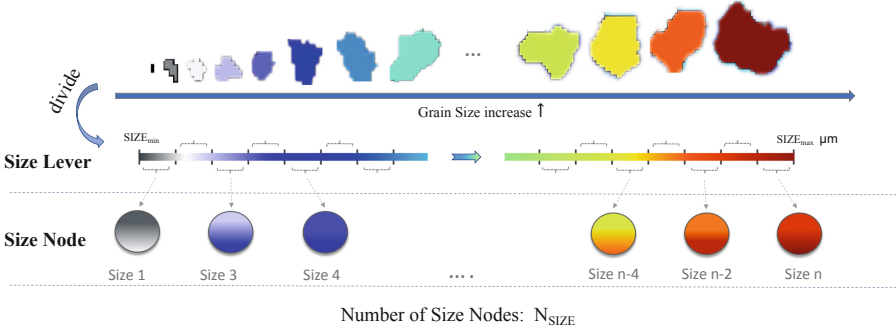 ...
divide
Grain Size increase ↑
SIZEmin
SIZEmax μm
Size Lever
Size Node
Size 1
Size 3
Size 4
....
Size n-4
Size n-2
Size n
Number of Size Nodes: NSIZE